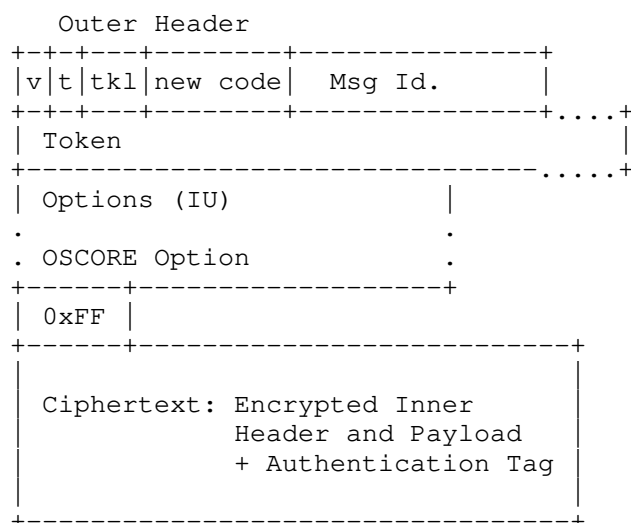 Outer Header
+-+-+---+--------+---------------+
|v|t|tkl|new code| Msg Id. |
+-+-+---+--------+---------------+....+
| Token |
+--------------------------------.....+
| Options (IU) |
. .
. OSCORE Option .
+------+-------------------+
| 0xFF |
+------+---------------------------+
| |
| Ciphertext: Encrypted Inner |
| Header and Payload |
| + Authentication Tag |
| |
+----------------------------------+